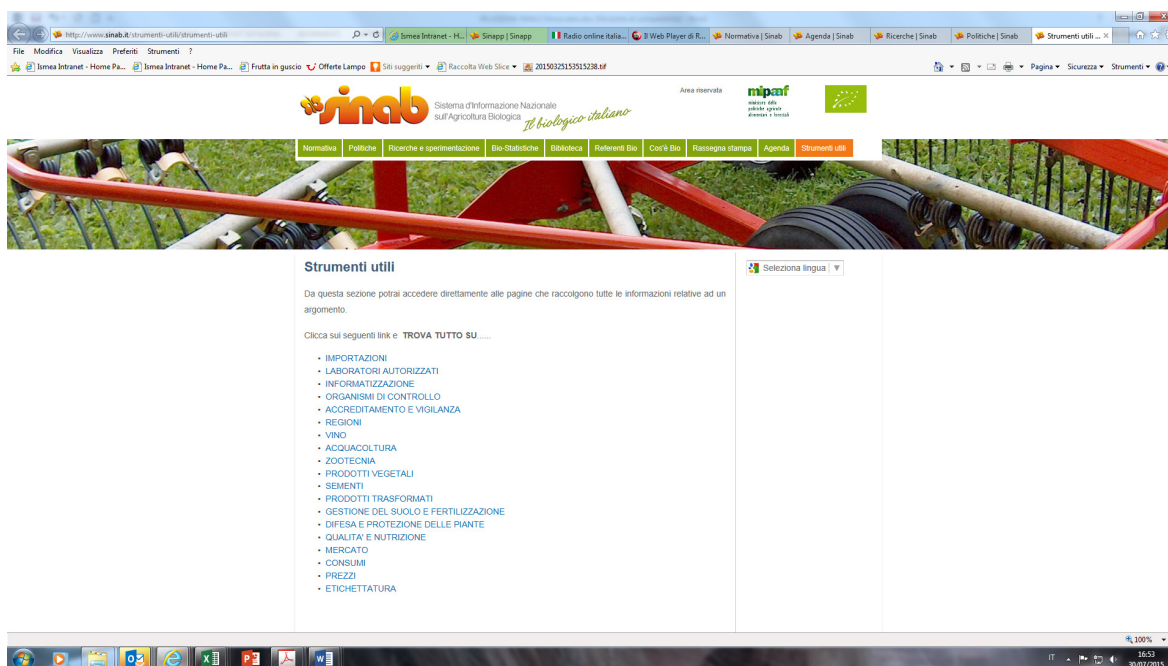 http://www.sinab.it/strumenti-utili/strumenti-utili
Ismea Intranet - H...
Sinapp | Sinapp
Radio online italia...
Il Web Player di R...
Normativa | Sinab
Agenda | Sinab
Ricerche | Sinab
Politiche | Sinab
Strumenti utili ...
File Modifica Visualizza Preferiti Strumenti ?
Ismea Intranet - Home Pa...
Ismea Intranet - Home Pa...
Frutta in guscio
Offerte Lampo
Siti suggeriti
Raccolta Web Slice
20150325153515238.tif
Pagina Sicurezza Strumenti
sinab
Sistema d'Informazione Nazionale
sull'Agricoltura Biologica
Il biologico italiano
Area riservata
mipaaf
ministero delle
politiche agricole
alimentari e forestali
Normativa Politiche Ricerche e sperimentazione Bio-Statistiche Biblioteca Referenti Bio Cos'è Bio Rassegna stampa Agenda Strumenti utili
Strumenti utili
Seleziona lingua
Da questa sezione potrai accedere direttamente alle pagine che raccolgono tutte le informazioni relative ad un
argomento.
Clicca sui seguenti link e TROVA TUTTO SU......
• IMPORTAZIONI
• LABORATORI AUTORIZZATI
• INFORMATIZZAZIONE
• ORGANISMI DI CONTROLLO
• ACCREDITAMENTO E VIGILANZA
• REGIONI
• VINO
• ACQUACOLTURA
• ZOOTECNIA
• PRODOTTI VEGETALI
• SEMENTI
• PRODOTTI TRASFORMATI
• GESTIONE DEL SUOLO E FERTILIZZAZIONE
• DIFESA E PROTEZIONE DELLE PIANTE
• QUALITA' E NUTRIZIONE
• MERCATO
• CONSUMI
• PREZZI
• ETICHETTATURA
100%
IT
16:53
30/07/2015